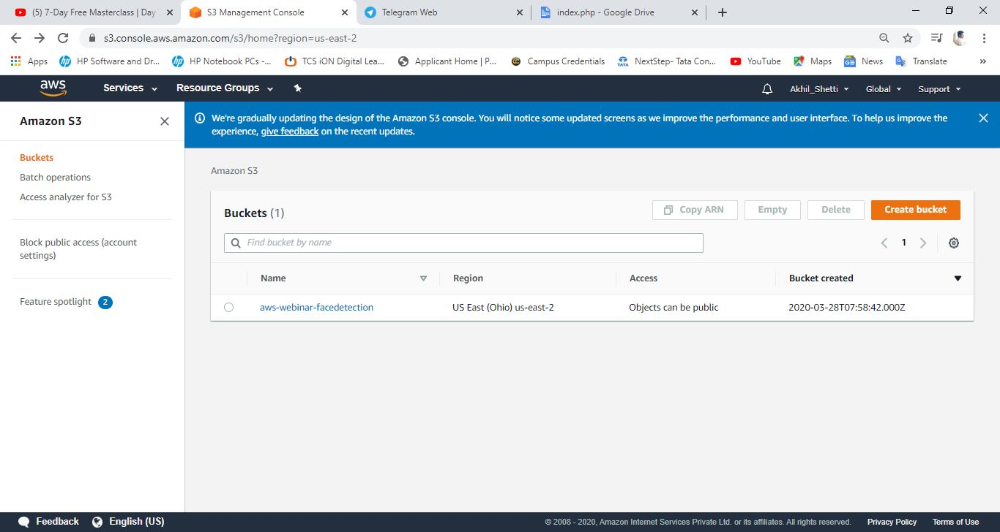 (5) 7-Day Free Masterclass | Day
S3 Management Console
Telegram Web
index.php - Google Drive
s3.console.aws.amazon.com/s3/home?region=us-east-2
Apps
HP Software and Dr...
HP Notebook PCs -...
TCS iON Digital Lea...
Applicant Home | P...
Campus Credentials
NextStep- Tata Con...
YouTube
Maps
News
Translate
aws
Services
Resource Groups
Akhil_Shetti
Global
Support
Amazon S3
Buckets
Batch operations
Access analyzer for S3
Block public access (account
settings)
Feature spotlight 2
We're gradually updating the design of the Amazon S3 console. You will notice some updated screens as we improve the performance and user interface. To help us improve the
experience, give feedback on the recent updates.
Amazon S3
Buckets (1)
Copy ARN
Empty
Delete
Create bucket
Find bucket by name
1
Name Region Access Bucket created
aws-webinar-facedetection US East (Ohio) us-east-2 Objects can be public 2020-03-28T07:58:42.000Z
Feedback
English (US)
© 2008 - 2020, Amazon Internet Services Private Ltd. or its affiliates. All rights reserved.
Privacy Policy
Terms of Use